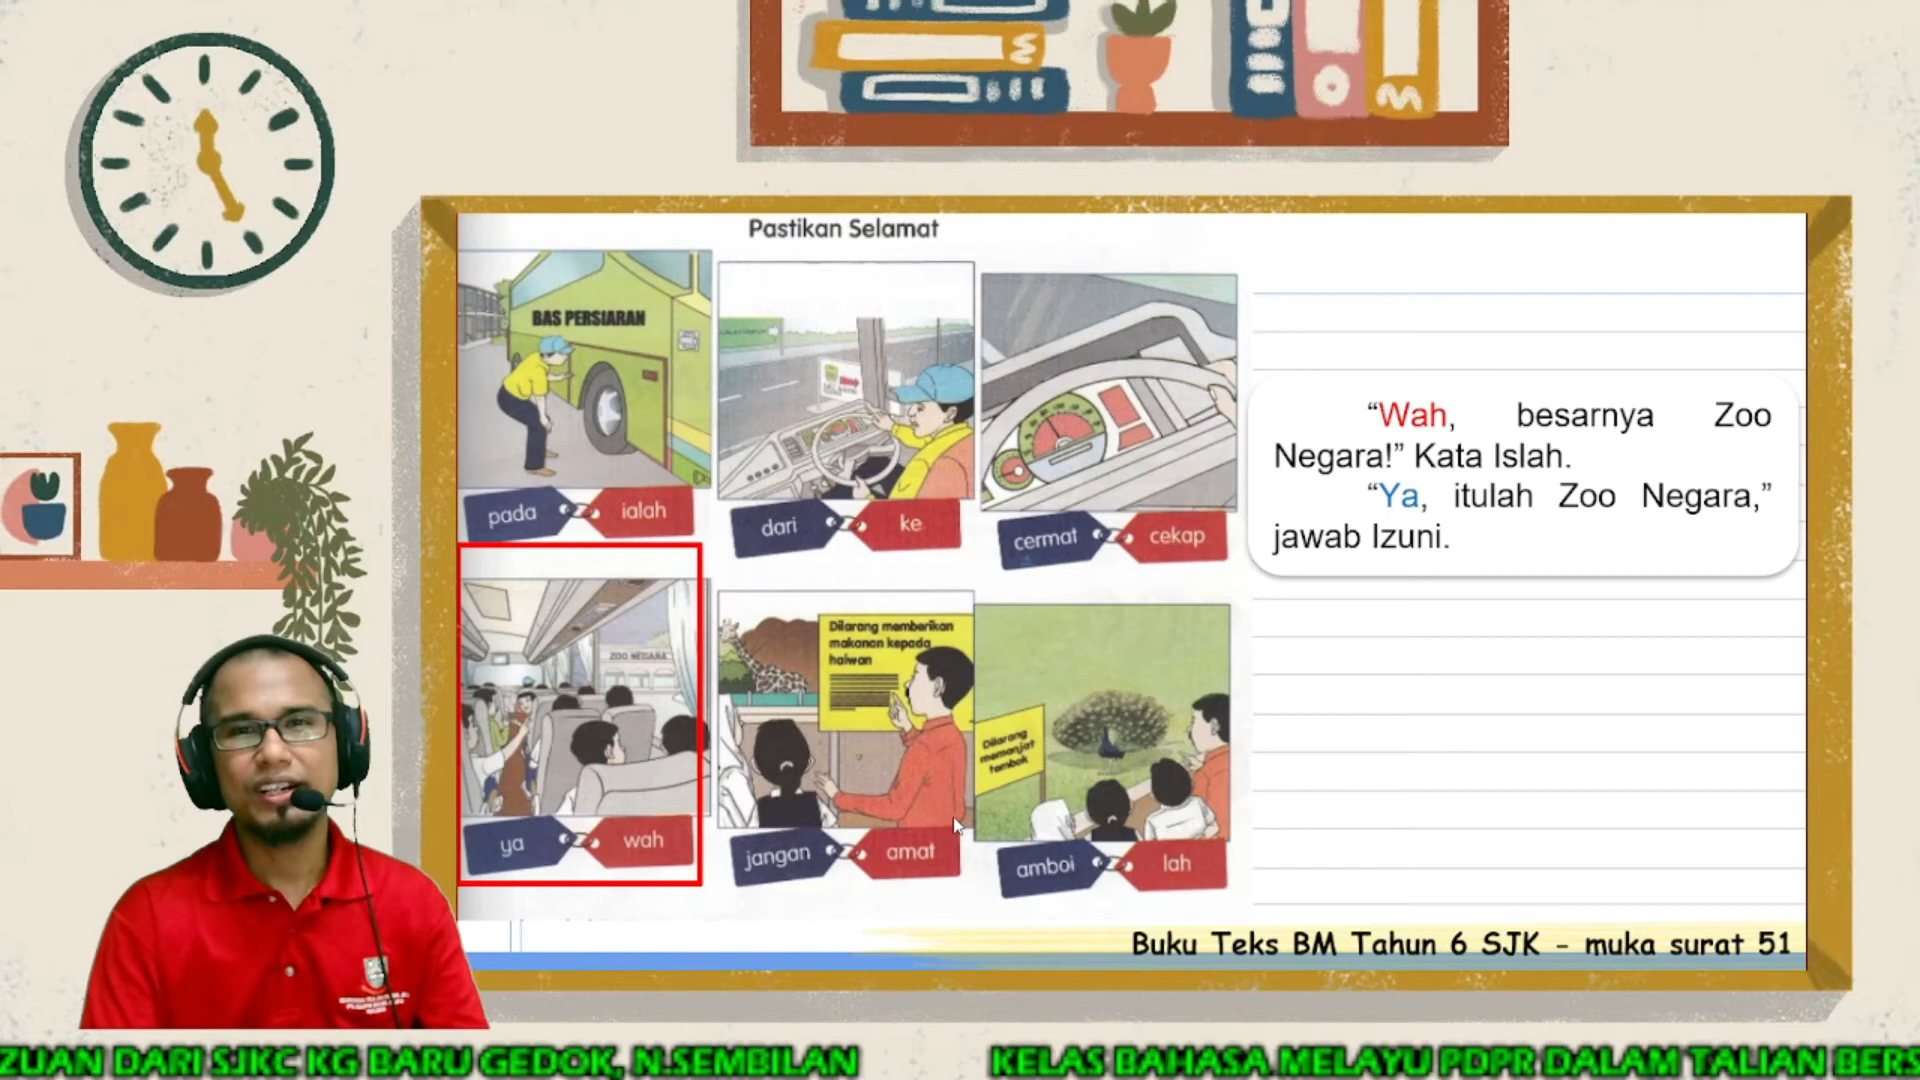 Pastikan Selamat
BAS PERSIARAN
pada ialah
dari ke
cermat cekap
"Wah, besarnya Zoo
Negara!" Kata Islah.
"Ya, itulah Zoo Negara,"
jawab Izuni.
ZOO NEGARA
ya wah
Dilarang memberikan
makanan kepada
haiwan
jangan amat
Dilarang
memanjat
tembok
amboi lah
Buku Teks BM Tahun 6 SJK - muka surat 51
ZUAN DARI SJKC KG BARU GEDOK, N.SEMBILAN
KELAS BAHASA MELAYU PDPR DALAM TALIAN BERS